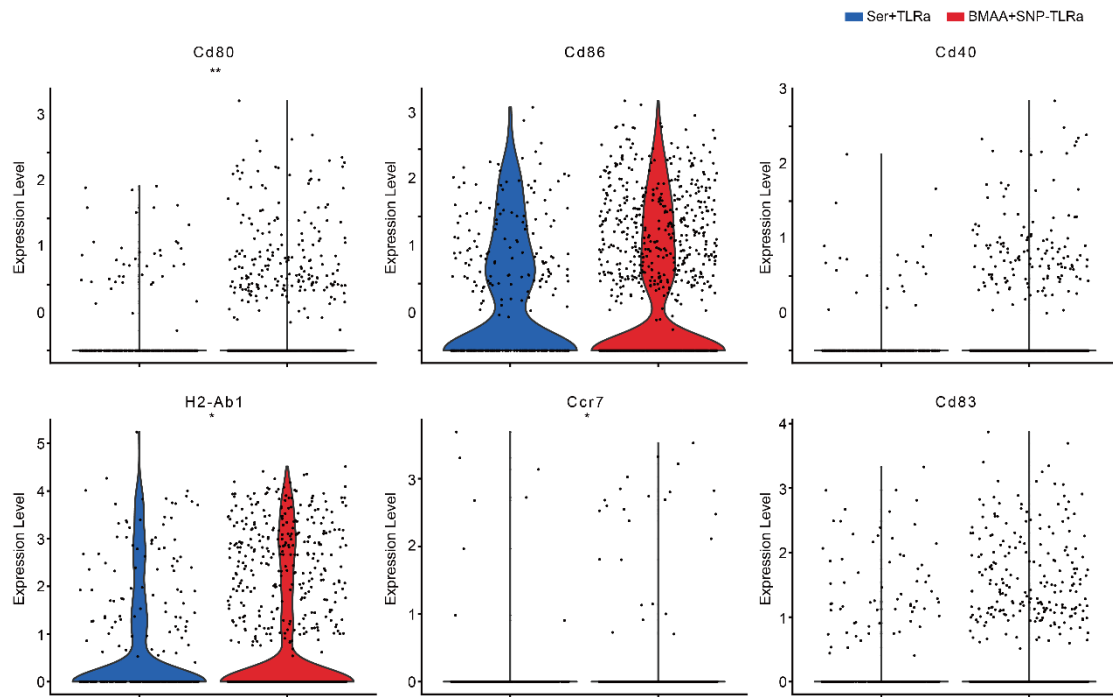 Ser+TLRa BMAA+SNP-TLRa
Cd80 Cd86 Cd40
**
Expression Level Expression Level Expression Level
3 3 3
2 2 2
1 1 1
0 0 0
H2-Ab1 Ccr7 Cd83
* *
Expression Level Expression Level Expression Level
5 3 4
4 2 3
3 1 2
2 0 1
1 0
0